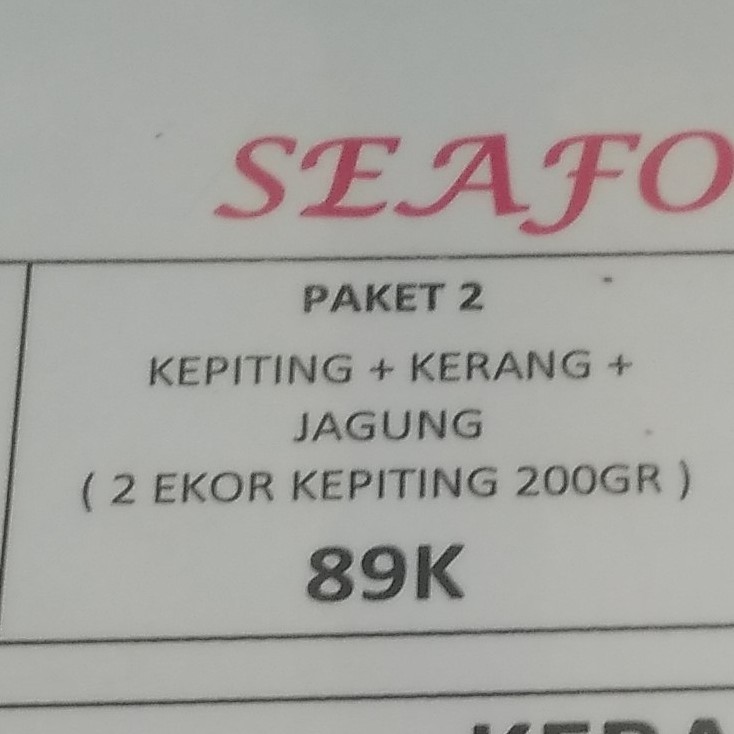 SEAFO
PAKET 2
KEPITING + KERANG +
JAGUNG
( 2 EKOR KEPITING 200GR )
89K